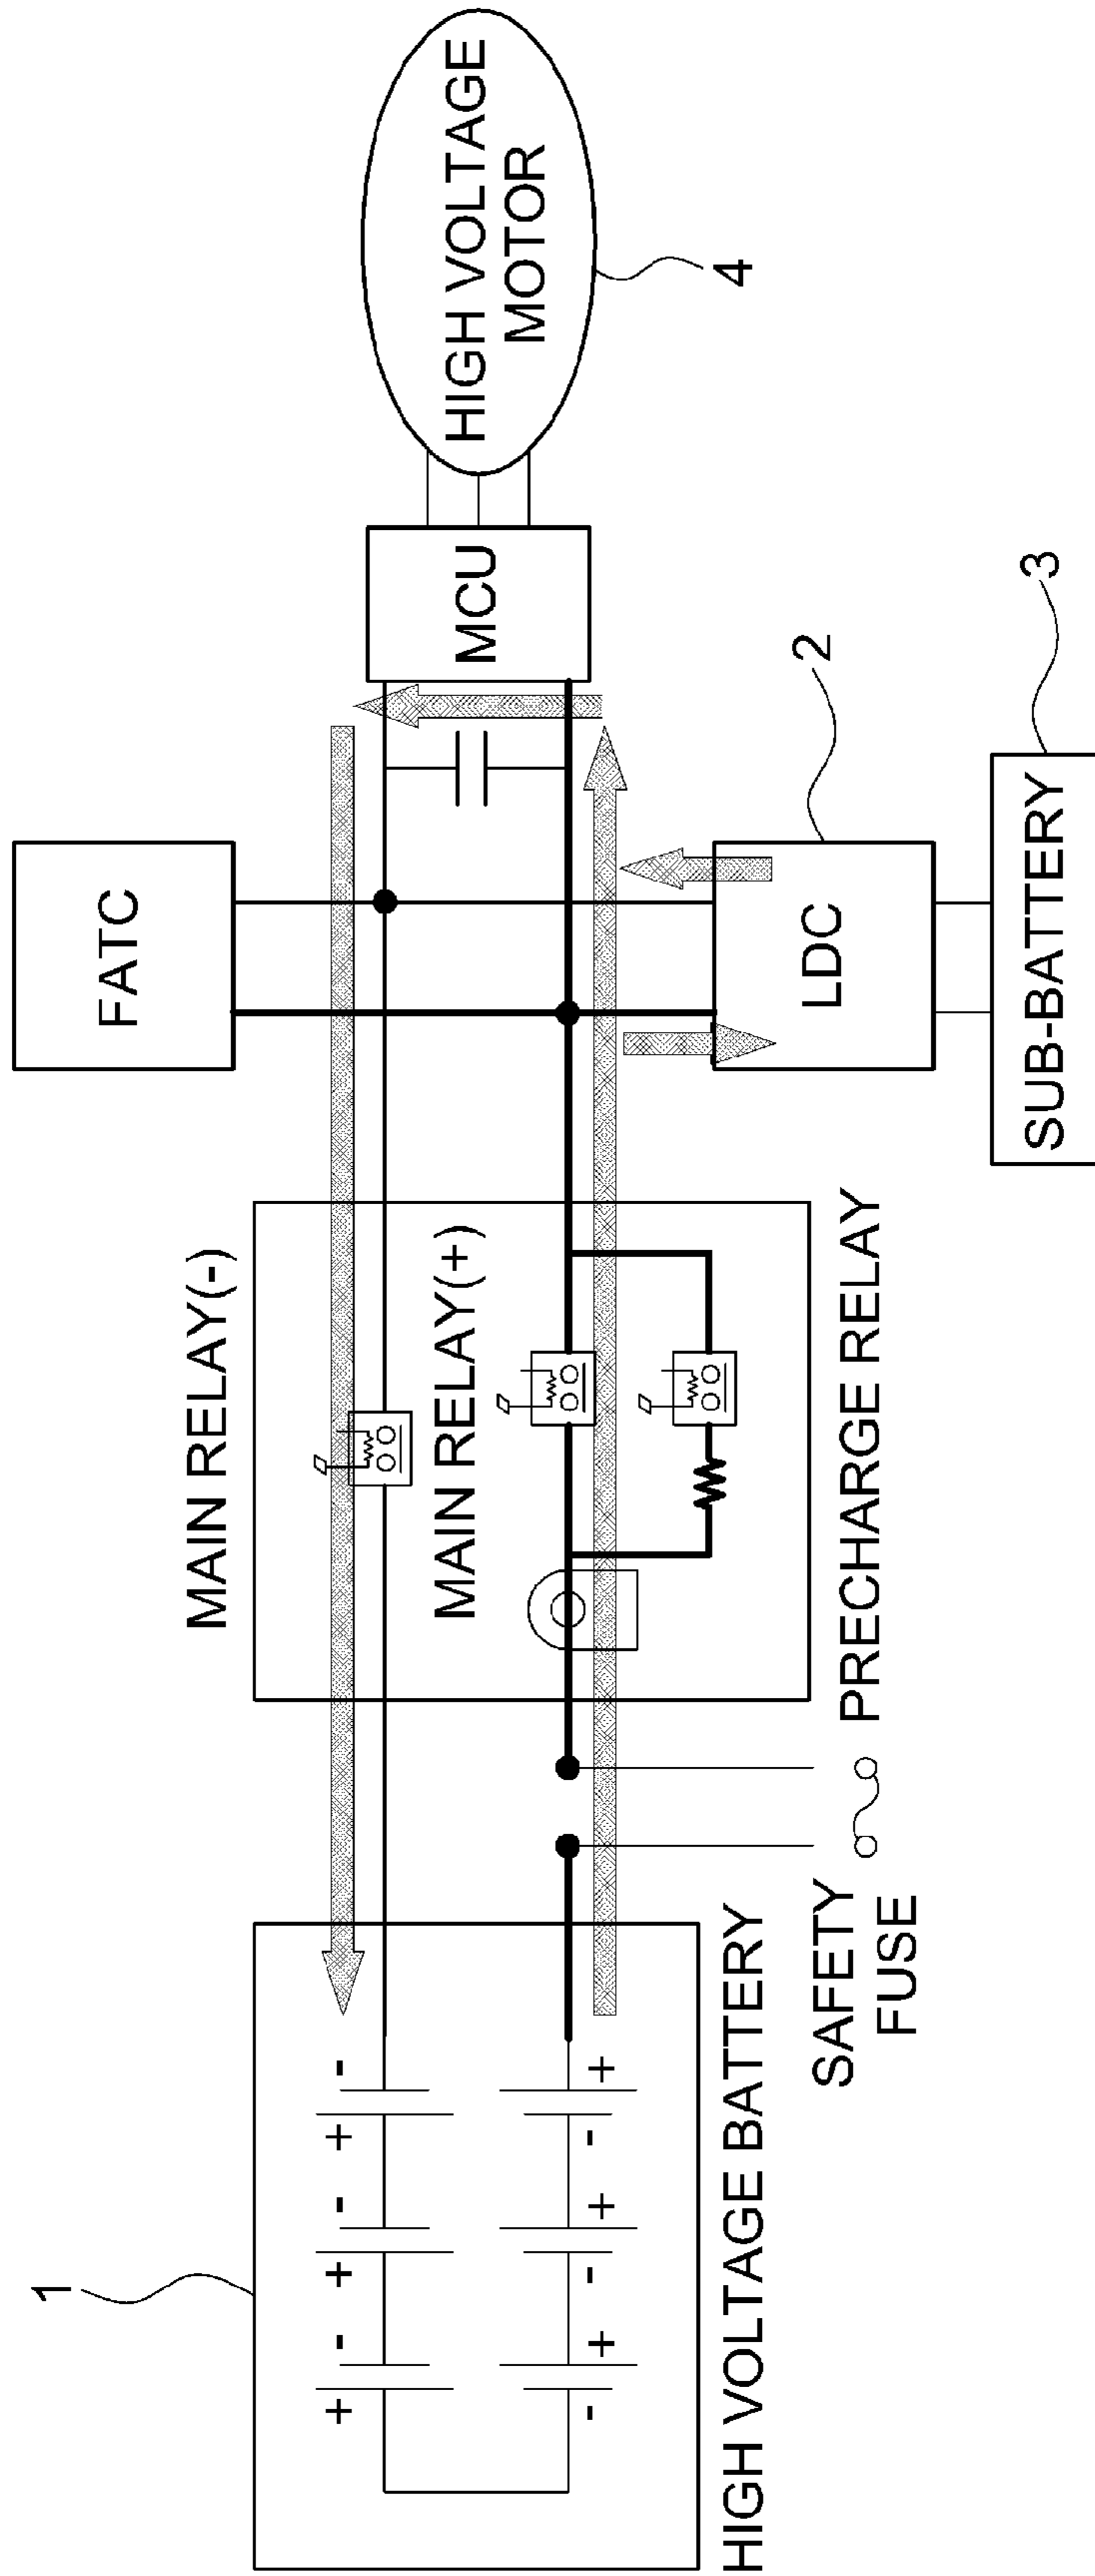 1
+ - + - + -
- + - + - +
HIGH VOLTAGE BATTERY
SAFETY
FUSE
MAIN RELAY(-)
MAIN RELAY(+)
PRECHARGE RELAY
FATC
LDC
2
SUB-BATTERY
3
MCU
HIGH VOLTAGE
MOTOR
4